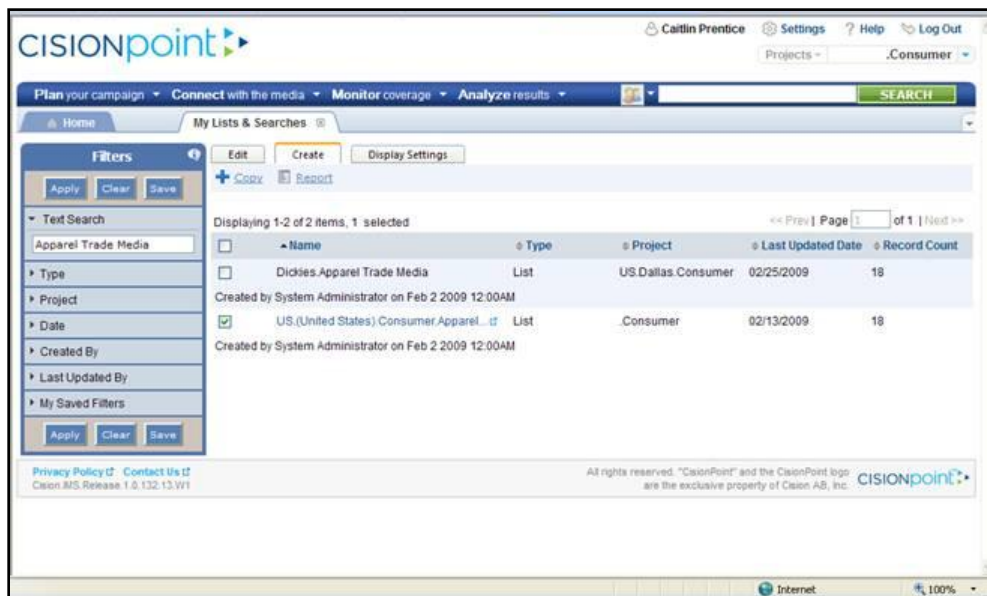 CISIONpoint
Caitlin Prentice Settings ? Help Log Out
Projects .Consumer
Plan your campaign Connect with the media Monitor coverage Analyze results SEARCH
Home My Lists & Searches
Filters
Apply Clear Save
Text Search
Apparel Trade Media
Type
Project
Date
Created By
Last Updated By
My Saved Filters
Apply Clear Save
Edit Create Display Settings
Copy Report
Displaying 1-2 of 2 items, 1 selected << Prev | Page 1 of 1 | Next >>
Name Type Project Last Updated Date Record Count
Dickies.Apparel Trade Media List US.Dallas.Consumer 02/25/2009 18
Created by System Administrator on Feb 2 2009 12:00AM
US.(United States).Consumer.Apparel... List .Consumer 02/13/2009 18
Created by System Administrator on Feb 2 2009 12:00AM
Privacy Policy Contact Us
Cision.IMS.Release.1.0.132.13.W1
All rights reserved. "CisionPoint" and the CisionPoint logo
are the exclusive property of Cision AB, Inc.
CISIONpoint
Internet 100%